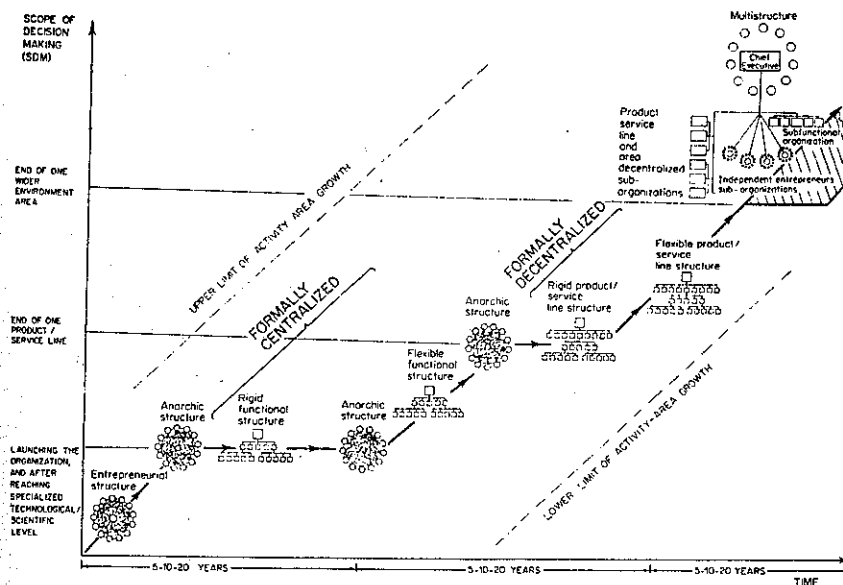 SCOPE OF
DECISION
MAKING
(SDM)
Multistructure
Chief
Executive
Product
service
line
and
area
decentralized
sub-
organizations
Subfunctional
organization
Independent entrepreneurs
sub-organizations
END OF ONE
WIDER
ENVIRONMENT
AREA
UPPER LIMIT OF ACTIVITY AREA GROWTH
FORMALLY
CENTRALIZED
FORMALLY
DECENTRALIZED
Flexible product/
service
line structure
END OF ONE
PRODUCT/
SERVICE LINE
Anarchic
structure
Rigid product/
service
line structure
Flexible
functional
structure
Anarchic
structure
Rigid
functional
structure
Anarchic
structure
LOWER LIMIT OF ACTIVITY-AREA GROWTH
LAUNCHING THE
ORGANIZATION,
AND AFTER
REACHING
SPECIALIZED
TECHNOLOGICAL/
SCIENTIFIC
LEVEL
Entrepreneurial
structure
5-10-20 YEARS
5-10-20 YEARS
5-10-20 YEARS
TIME